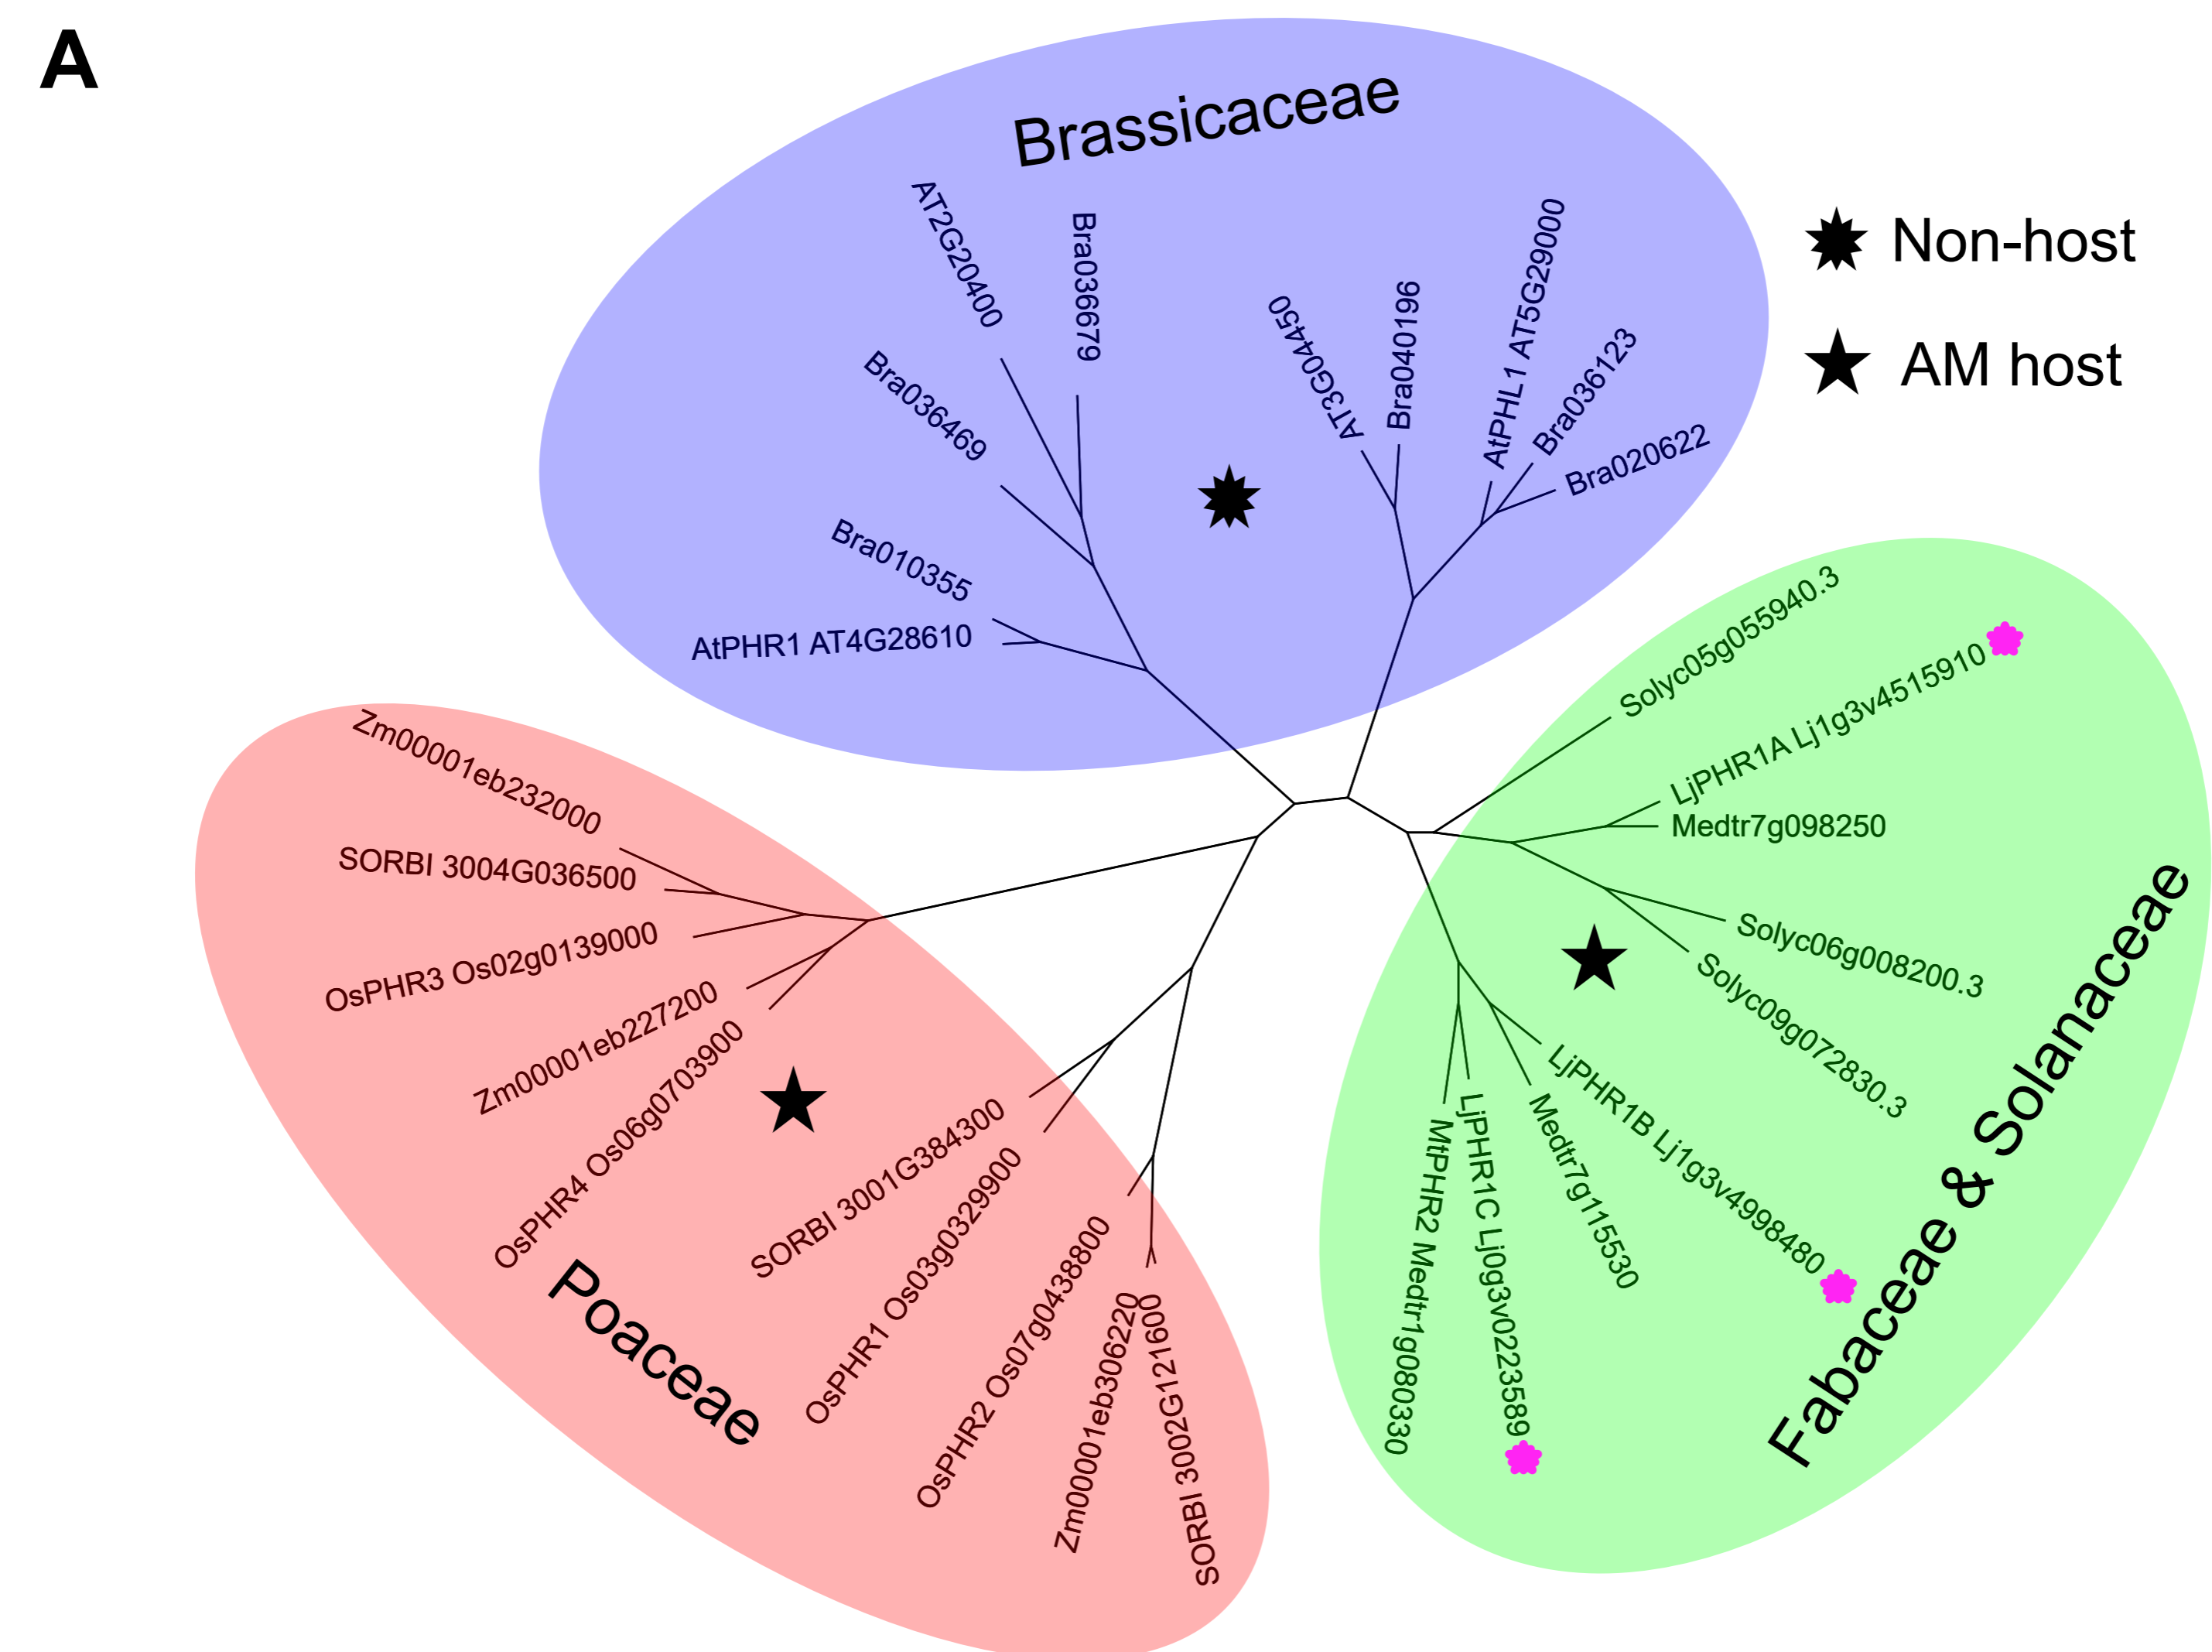 A
Brassicaceae
AT2G20400
Bra036679
Bra036469
Bra010355
AtPHR1 AT4G28610
AT3G04450
Bra040196
AtPHL1 AT5G29000
Bra036123
Bra020622
Non-host
AM host
Solyc05g055940.3
LjPHR1A Lj1g3v4515910
Medtr7g098250
Solyc06g008200.3
Solyc09g072830.3
LjPHR1B Lj1g3v4998480
Medtr7g115530
LjPHR1C Lj0g3v0223589
MtPHR2 Medtr1g080330
Fabaceae & Solanaceae
Zm00001eb232000
SORBI 3004G036500
OsPHR3 Os02g0139000
Zm00001eb227200
OsPHR4 Os06g0703900
SORBI 3001G384300
OsPHR1 Os03g0329900
OsPHR2 Os07g0438800
Zm00001eb306220
SORBI 3002G121600
Poaceae